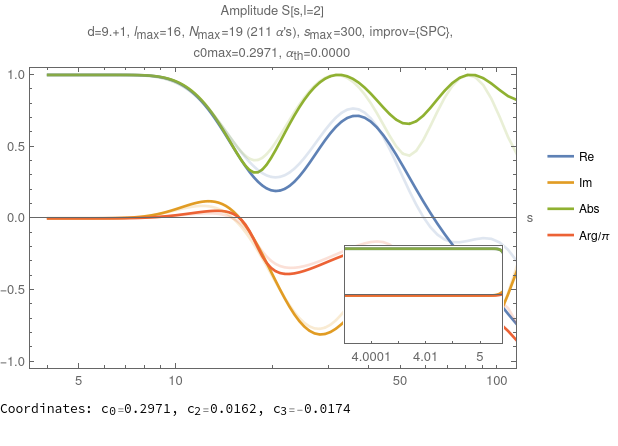 Amplitude S[s,l=2]
d=9.+1, lmax=16, Nmax=19 (211 α's), smax=300, improv={SPC},
c0max=0.2971, αth=0.0000
1.0
0.5
0.0
-0.5
-1.0
5
10
50
100
s
4.0001
4.01
5
Re
Im
Abs
Arg/π
Coordinates: c0=0.2971, c2=0.0162, c3=-0.0174